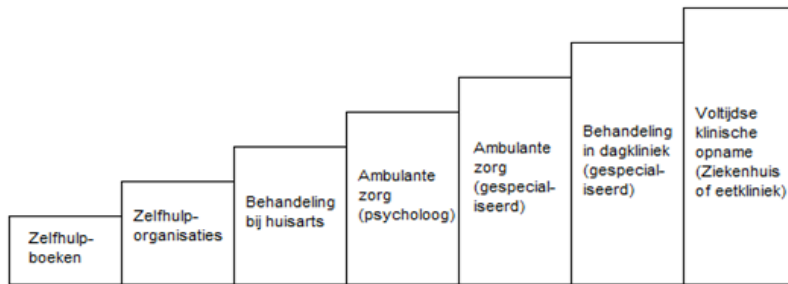 Zelfhulp-
boeken
Zelfhulp-
organisaties
Behandeling
bij huisarts
Ambulante
zorg
(psycholoog)
Ambulante
zorg
(gespecial-
iseerd)
Behandeling
in dagkliniek
(gespecial-
iseerd)
Voltijdse
klinische
opname
(Ziekenhuis
of eetkliniek)